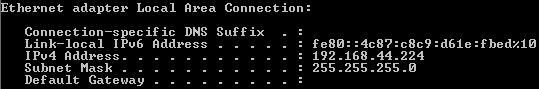 Ethernet adapter Local Area Connection:
Connection-specific DNS Suffix  . :
Link-local IPv6 Address . . . . . : fe80::4c87:c8c9:d61e:fbed%10
IPv4 Address. . . . . . . . . . . : 192.168.44.224
Subnet Mask . . . . . . . . . . . : 255.255.255.0
Default Gateway . . . . . . . . . :